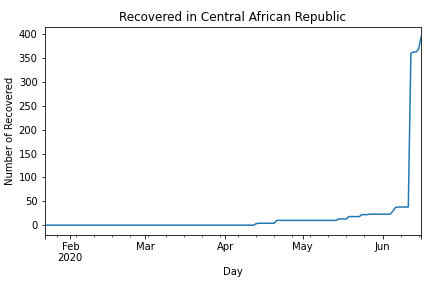 Recovered in Central African Republic
Number of Recovered
400
350
300
250
200
150
100
50
0
Feb
2020
Mar
Apr
May
Jun
Day